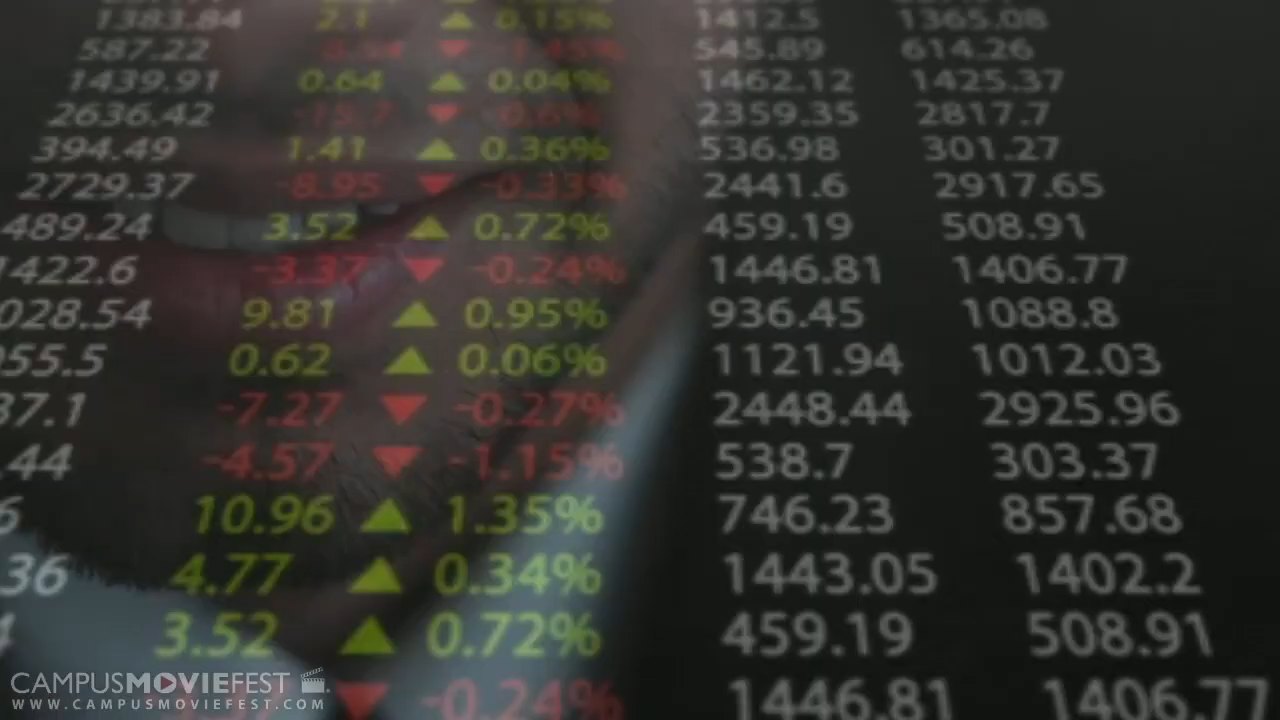 1383.84 2.1 ▲ 0.15% 1412.5 1365.08
587.22 ▼ 545.89 614.26
1439.91 0.64 ▲ 0.04% 1462.12 1425.37
2636.42 -15.7 ▼ -0.6% 2359.35 2817.7
394.49 1.41 ▲ 0.36% 536.98 301.27
2729.37 -8.95 ▼ -0.33% 2441.6 2917.65
489.24 3.52 ▲ 0.72% 459.19 508.91
1422.6 -3.37 ▼ -0.24% 1446.81 1406.77
028.54 9.81 ▲ 0.95% 936.45 1088.8
055.5 0.62 ▲ 0.06% 1121.94 1012.03
37.1 -7.27 ▼ -0.27% 2448.44 2925.96
.44 -4.57 ▼ -1.15% 538.7 303.37
6 10.96 ▲ 1.35% 746.23 857.68
.36 4.77 ▲ 0.34% 1443.05 1402.2
4 3.52 ▲ 0.72% 459.19 508.91
▼ -0.24% 1446.81 1406.77
CAMPUSMOVIEFEST
WWW.CAMPUSMOVIEFEST.COM